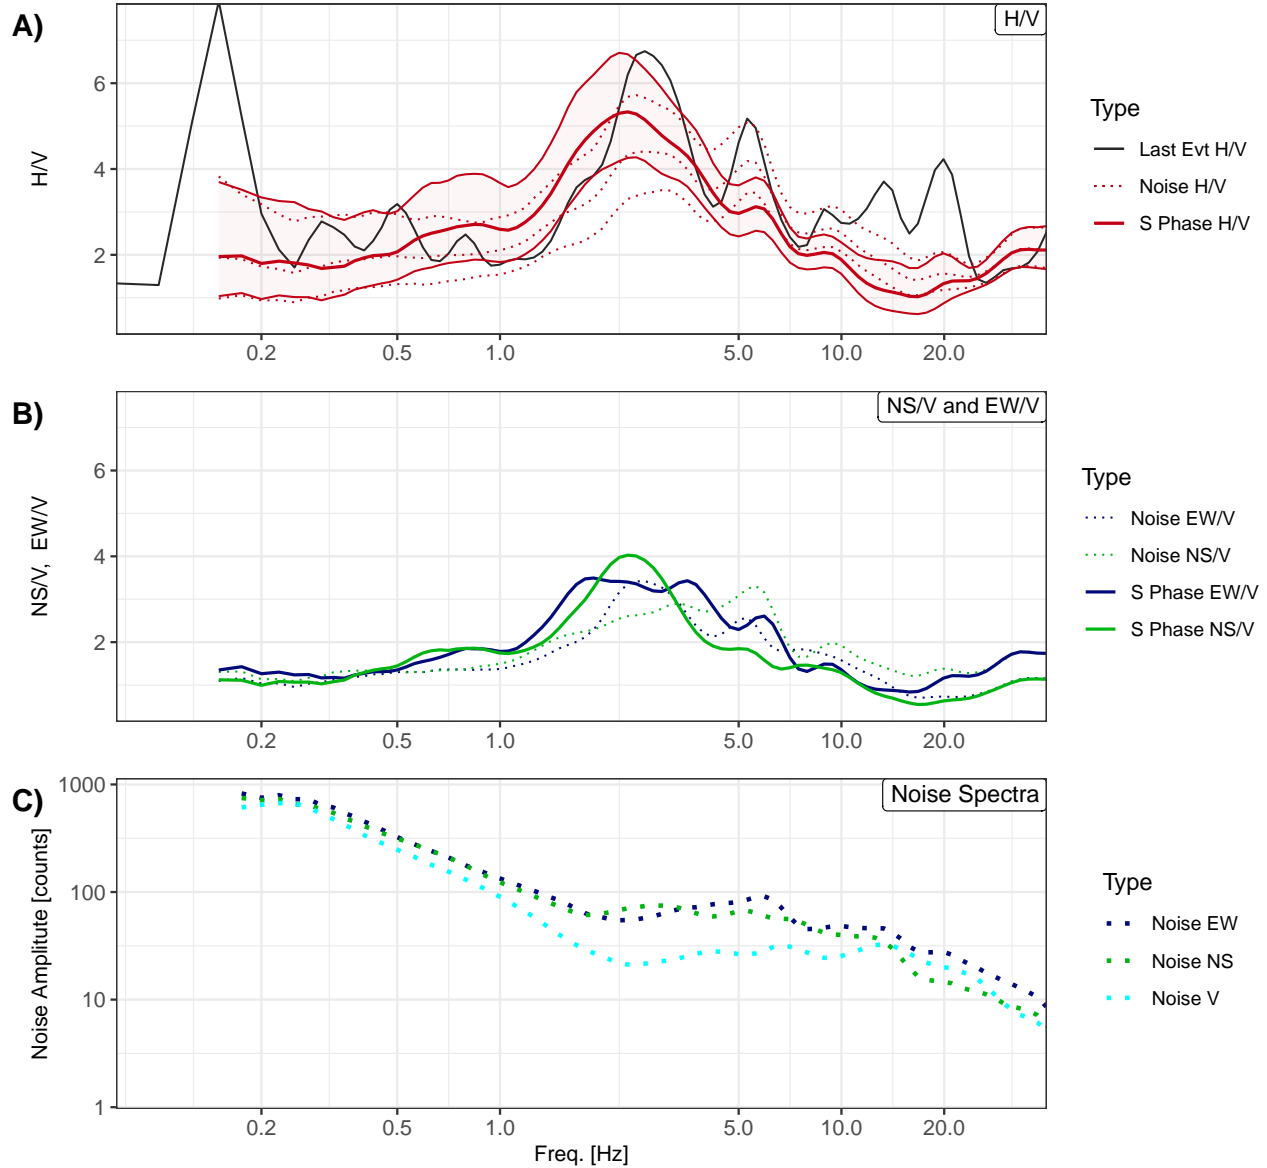 A)
H/V
H/V
6
4
2
0.2 0.5 1.0 5.0 10.0 20.0
Type
Last Evt H/V
Noise H/V
S Phase H/V
B)
NS/V and EW/V
NS/V,  EW/V
6
4
2
0.2 0.5 1.0 5.0 10.0 20.0
Type
Noise EW/V
Noise NS/V
S Phase EW/V
S Phase NS/V
C)
Noise Spectra
Noise Amplitute [counts]
1000
100
10
1
0.2 0.5 1.0 5.0 10.0 20.0
Freq. [Hz]
Type
Noise EW
Noise NS
Noise V